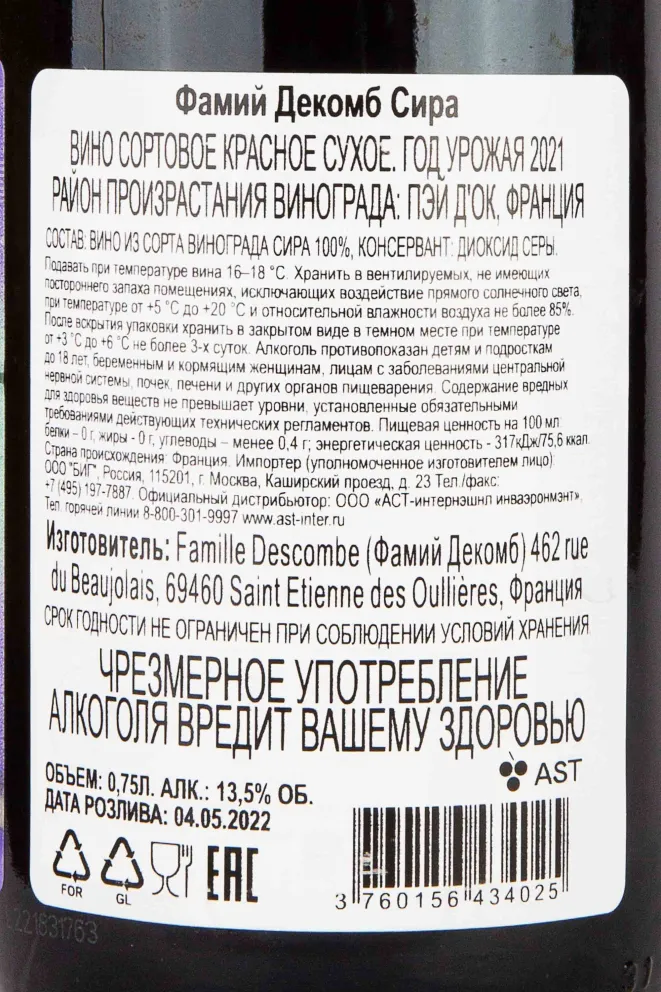 Фамий Декомб Сира
ВИНО СОРТОВОЕ КРАСНОЕ СУХОЕ. ГОД УРОЖАЯ 2021
РАЙОН ПРОИЗРАСТАНИЯ ВИНОГРАДА: ПЭЙ Д'ОК, ФРАНЦИЯ
СОСТАВ: ВИНО ИЗ СОРТА ВИНОГРАДА СИРА 100%, КОНСЕРВАНТ: ДИОКСИД СЕРЫ.
Подавать при температуре вина 16–18 °С. Хранить в вентилируемых, не имеющих
постороннего запаха помещениях, исключающих воздействие прямого солнечного света,
при температуре от +5 °С до +20 °С и относительной влажности воздуха не более 85%.
После вскрытия упаковки хранить в закрытом виде в темном месте при температуре
от +3 °С до +6 °С не более 3-х суток. Алкоголь противопоказан детям и подросткам
до 18 лет, беременным и кормящим женщинам, лицам с заболеваниями центральной
нервной системы, почек, печени и других органов пищеварения. Содержание вредных
для здоровья веществ не превышает уровни, установленные обязательными
требованиями действующих технических регламентов. Пищевая ценность на 100 мл:
белки – 0 г, жиры - 0 г, углеводы – менее 0,4 г; энергетическая ценность - 317кДж/75,6 ккал.
Страна происхождения: Франция. Импортер (уполномоченное изготовителем лицо):
ООО "БИГ", Россия, 115201, г. Москва, Каширский проезд, д. 23 Тел./факс:
+7 (495) 197-7887. Официальный дистрибьютор: ООО «АСТ-интернэшнл инваэронмэнт»,
Тел. горячей линии 8-800-301-9997 www.ast-inter.ru
Изготовитель: Famille Descombe (Фамий Декомб) 462 rue
du Beaujolais, 69460 Saint Etienne des Oullières, Франция
СРОК ГОДНОСТИ НЕ ОГРАНИЧЕН ПРИ СОБЛЮДЕНИИ УСЛОВИЙ ХРАНЕНИЯ
ЧРЕЗМЕРНОЕ УПОТРЕБЛЕНИЕ
АЛКОГОЛЯ ВРЕДИТ ВАШЕМУ ЗДОРОВЬЮ
AST
ОБЪЕМ: 0,75Л. АЛК.: 13,5% ОБ.
ДАТА РОЗЛИВА: 04.05.2022
FOR
GL
EAC
3 760156 434025